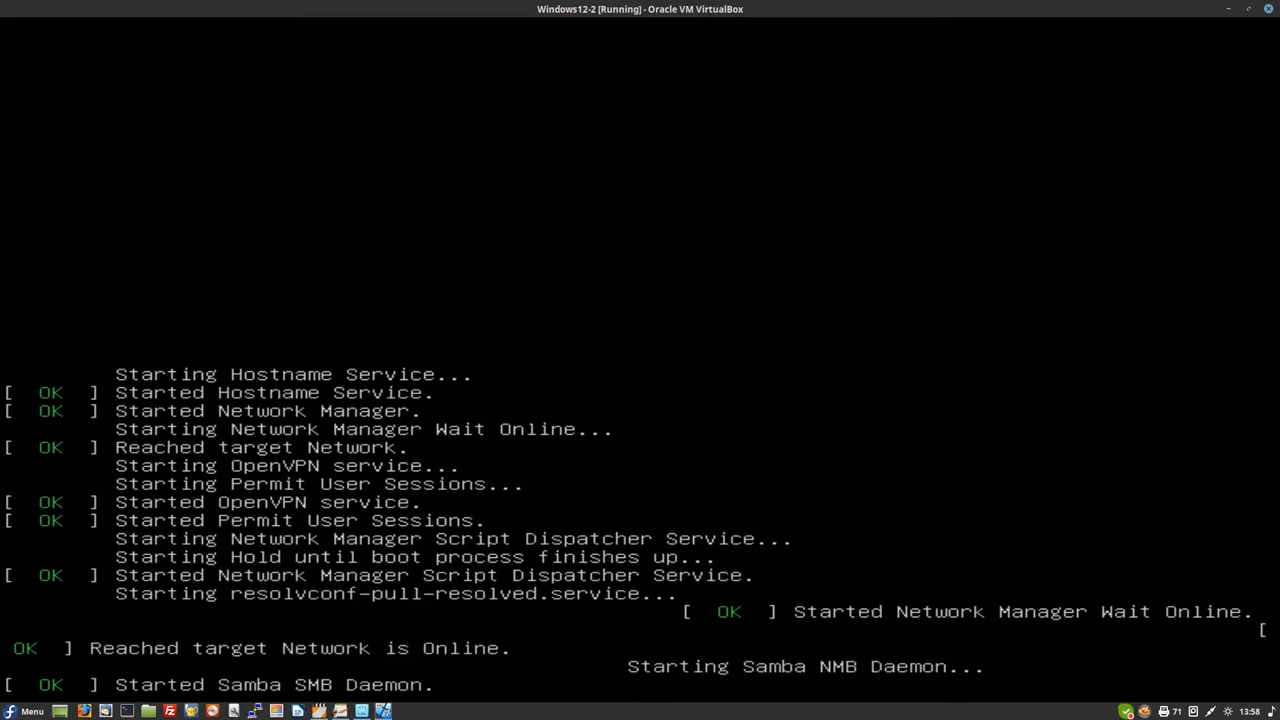 Windows12-2 [Running] - Oracle VM VirtualBox
Starting Hostname Service...
[ OK ] Started Hostname Service.
[ OK ] Started Network Manager.
Starting Network Manager Wait Online...
[ OK ] Reached target Network.
Starting OpenVPN service...
Starting Permit User Sessions...
[ OK ] Started OpenVPN service.
[ OK ] Started Permit User Sessions.
Starting Network Manager Script Dispatcher Service...
Starting Hold until boot process finishes up...
[ OK ] Started Network Manager Script Dispatcher Service.
Starting resolvconf-pull-resolved.service...
[ OK ] Started Network Manager Wait Online.
[
OK ] Reached target Network is Online.
Starting Samba NMB Daemon...
[ OK ] Started Samba SMB Daemon.
Menu 71 13:58